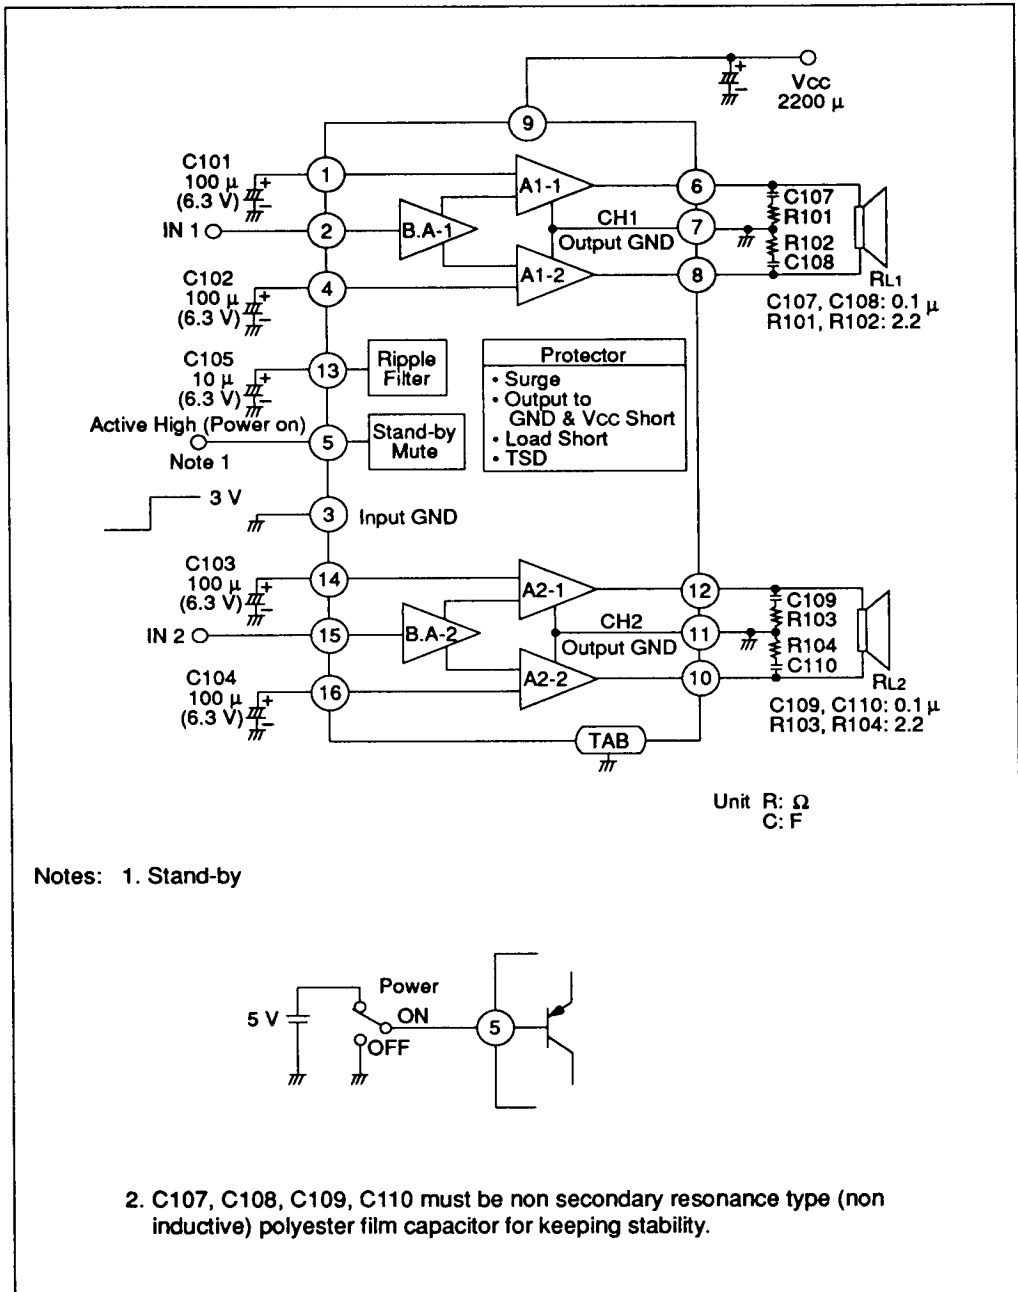 Vcc
2200 μ
9
C101
100 μ
(6.3 V)
+
−
1
A1-1
6
C107
R101
IN 1
2
B.A-1
CH1
Output GND
7
R102
C108
C102
100 μ
(6.3 V)
4
A1-2
8
RL1
C107, C108: 0.1 μ
R101, R102: 2.2
C105
10 μ
(6.3 V)
13
Ripple
Filter
Protector
• Surge
• Output to
GND & Vcc Short
• Load Short
• TSD
Active High (Power on)
Note 1
5
Stand-by
Mute
3 V
3
Input GND
C103
100 μ
(6.3 V)
14
A2-1
12
C109
R103
IN 2
15
B.A-2
CH2
Output GND
11
R104
C110
C104
100 μ
(6.3 V)
16
A2-2
10
RL2
C109, C110: 0.1 μ
R103, R104: 2.2
TAB
Unit R: Ω
C: F
Notes: 1. Stand-by
5 V
Power
ON
OFF
5
2. C107, C108, C109, C110 must be non secondary resonance type (non
inductive) polyester film capacitor for keeping stability.